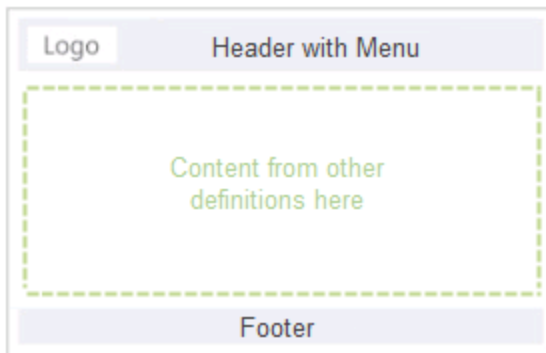 Logo
Header with Menu
Content from other
definitions here
Footer